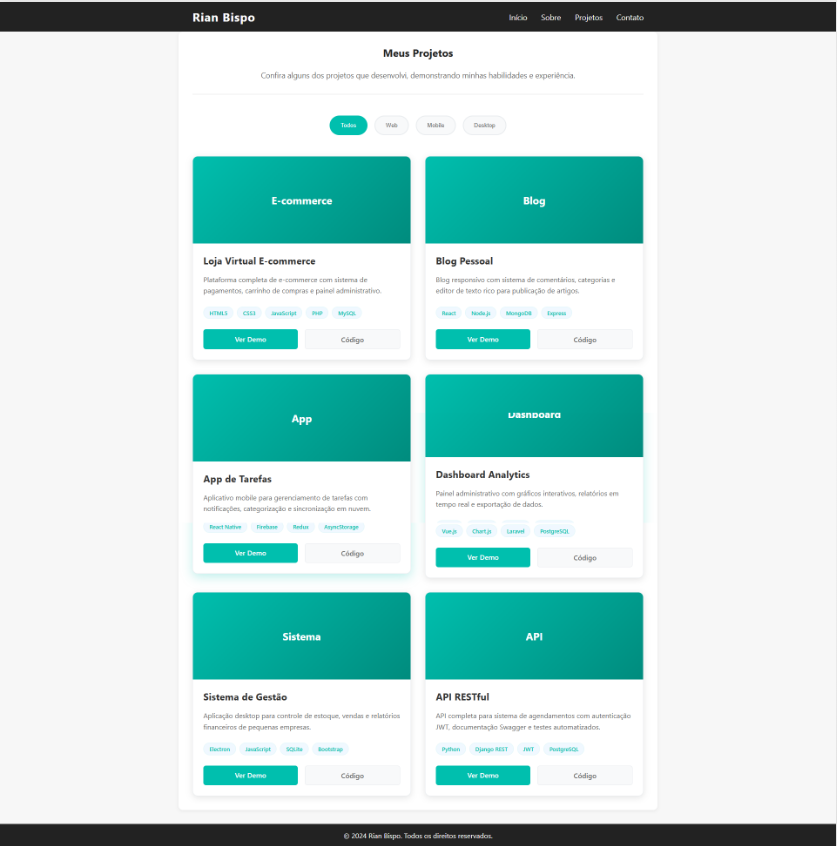 Rian Bispo
Início Sobre Projetos Contato
Meus Projetos
Confira alguns dos projetos que desenvolvi, demonstrando minhas habilidades e experiência.
Todos Web Mobile Desktop
E-commerce
Loja Virtual E-commerce
Plataforma completa de e-commerce com sistema de
pagamentos, carrinho de compras e painel administrativo.
HTML5 CSS3 JavaScript PHP MySQL
Ver Demo Código
Blog
Blog Pessoal
Blog responsivo com sistema de comentários, categorias e
editor de texto rico para publicação de artigos.
React Node.js MongoDB Express
Ver Demo Código
App
App de Tarefas
Aplicativo mobile para gerenciamento de tarefas com
notificações, categorização e sincronização em nuvem.
React Native Firebase Redux AsyncStorage
Ver Demo Código
Dashboard
Dashboard Analytics
Painel administrativo com gráficos interativos, relatórios em
tempo real e exportação de dados.
Vue.js Chart.js Laravel PostgreSQL
Ver Demo Código
Sistema
Sistema de Gestão
Aplicação desktop para controle de estoque, vendas e relatórios
financeiros de pequenas empresas.
Electron JavaScript SQLite Bootstrap
Ver Demo Código
API
API RESTful
API completa para sistema de agendamentos com autenticação
JWT, documentação Swagger e testes automatizados.
Python Django REST JWT PostgreSQL
Ver Demo Código
© 2024 Rian Bispo. Todos os direitos reservados.